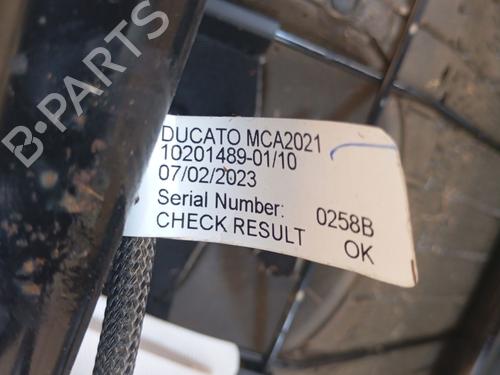 B-PARTS
DUCATO MCA2021
10201489-01/10
07/02/2023
Serial Number: 0258B
CHECK RESULT OK